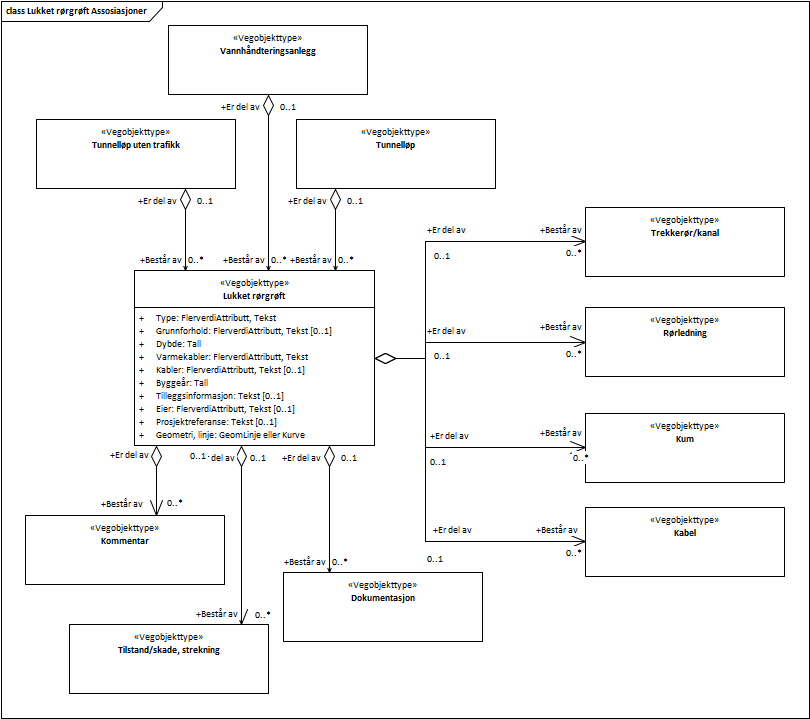 class Lukket rørgrøft Assosiasjoner
«Vegobjekttype»
Vannhåndteringsanlegg
+Er del av 0..1
«Vegobjekttype»
Tunnelløp uten trafikk
+Er del av 0..1
«Vegobjekttype»
Tunnelløp
+Er del av 0..1
+Består av 0..*
+Består av 0..*
+Består av 0..*
«Vegobjekttype»
Lukket rørgrøft
+ Type: FlerverdiAttributt, Tekst
+ Grunnforhold: FlerverdiAttributt, Tekst [0..1]
+ Dybde: Tall
+ Varmekabler: FlerverdiAttributt, Tekst
+ Kabler: FlerverdiAttributt, Tekst [0..1]
+ Byggeår: Tall
+ Tilleggsinformasjon: Tekst [0..1]
+ Eier: FlerverdiAttributt, Tekst [0..1]
+ Prosjektreferanse: Tekst [0..1]
+ Geometri, linje: GeomLinje eller Kurve
+Er del av
0..1
+Består av
0..*
«Vegobjekttype»
Trekkerør/kanal
+Er del av
0..1
+Består av
0..*
«Vegobjekttype»
Rørledning
+Er del av
0..1
+Består av
0..*
«Vegobjekttype»
Kum
+Er del av
0..1
+Består av
0..*
«Vegobjekttype»
Kabel
+Er del av 0..1
+Består av 0..*
«Vegobjekttype»
Kommentar
del av 0..1
+Består av 0..*
«Vegobjekttype»
Tilstand/skade, strekning
+Er del av 0..1
+Består av 0..*
«Vegobjekttype»
Dokumentasjon